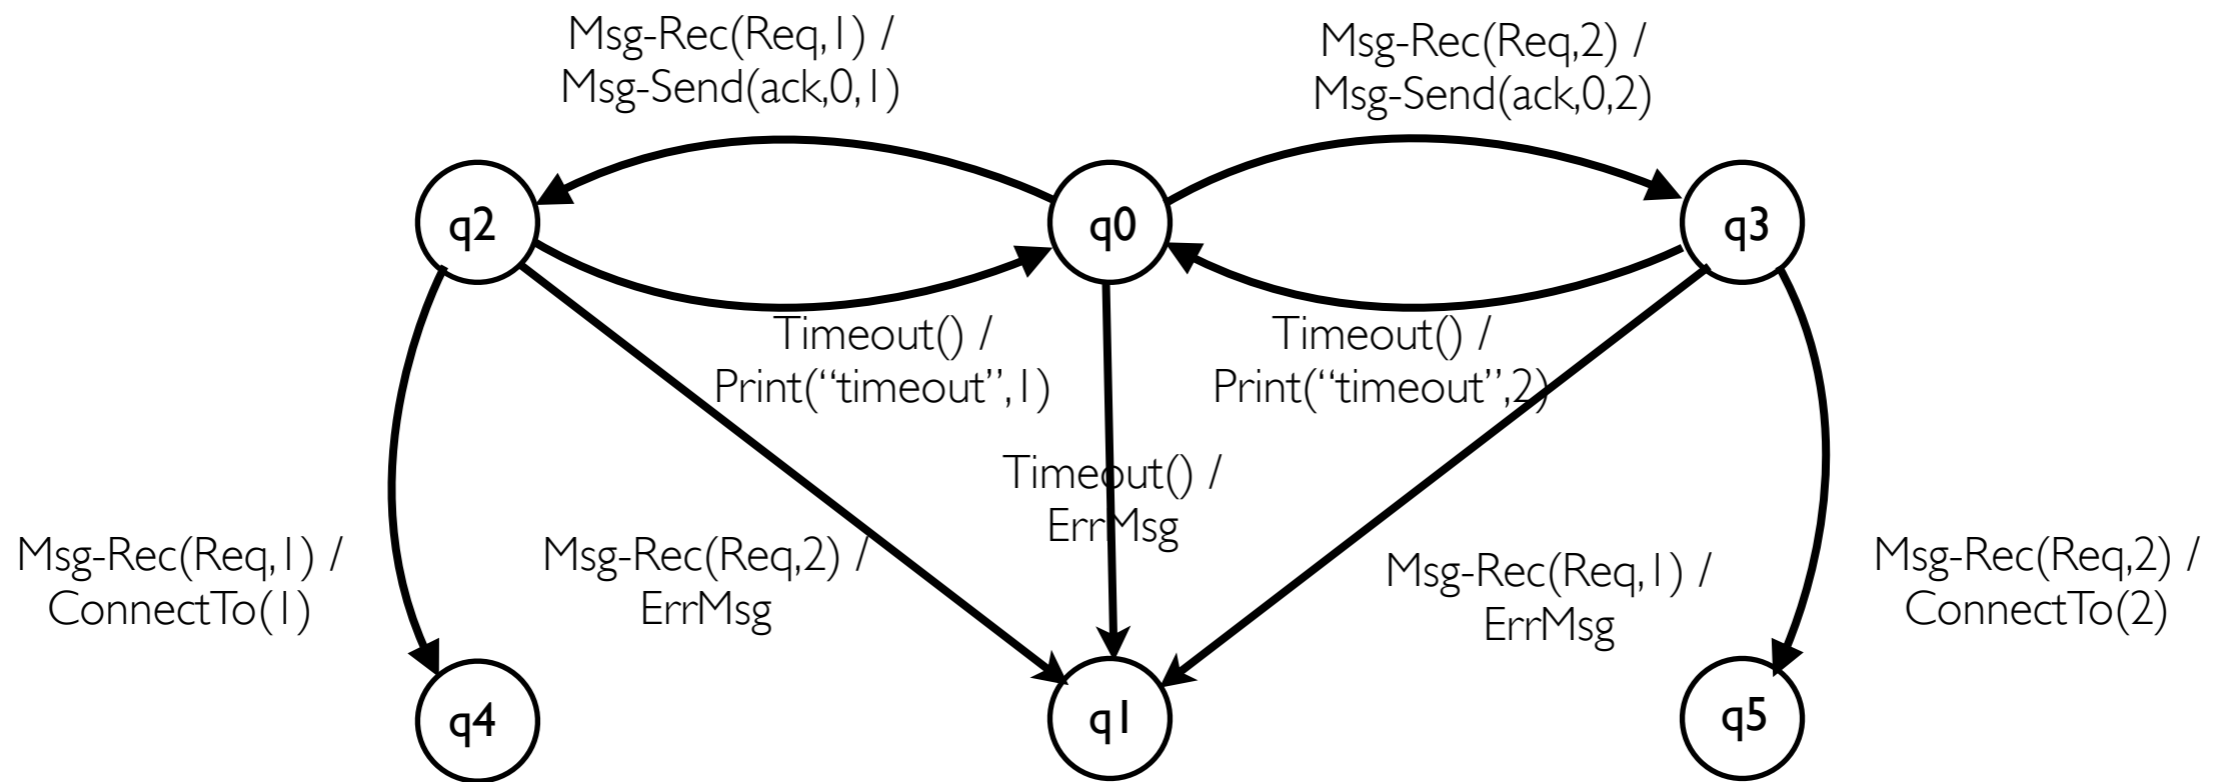 Msg-Rec(Req,1) /
Msg-Send(ack,0,1)
Msg-Rec(Req,2) /
Msg-Send(ack,0,2)
q2
q0
q3
Timeout() /
Print("timeout",1)
Timeout() /
Print("timeout",2)
Timeout() /
ErrMsg
Msg-Rec(Req,1) /
ConnectTo(1)
Msg-Rec(Req,2) /
ErrMsg
Msg-Rec(Req,1) /
ErrMsg
Msg-Rec(Req,2) /
ConnectTo(2)
q4
q1
q5